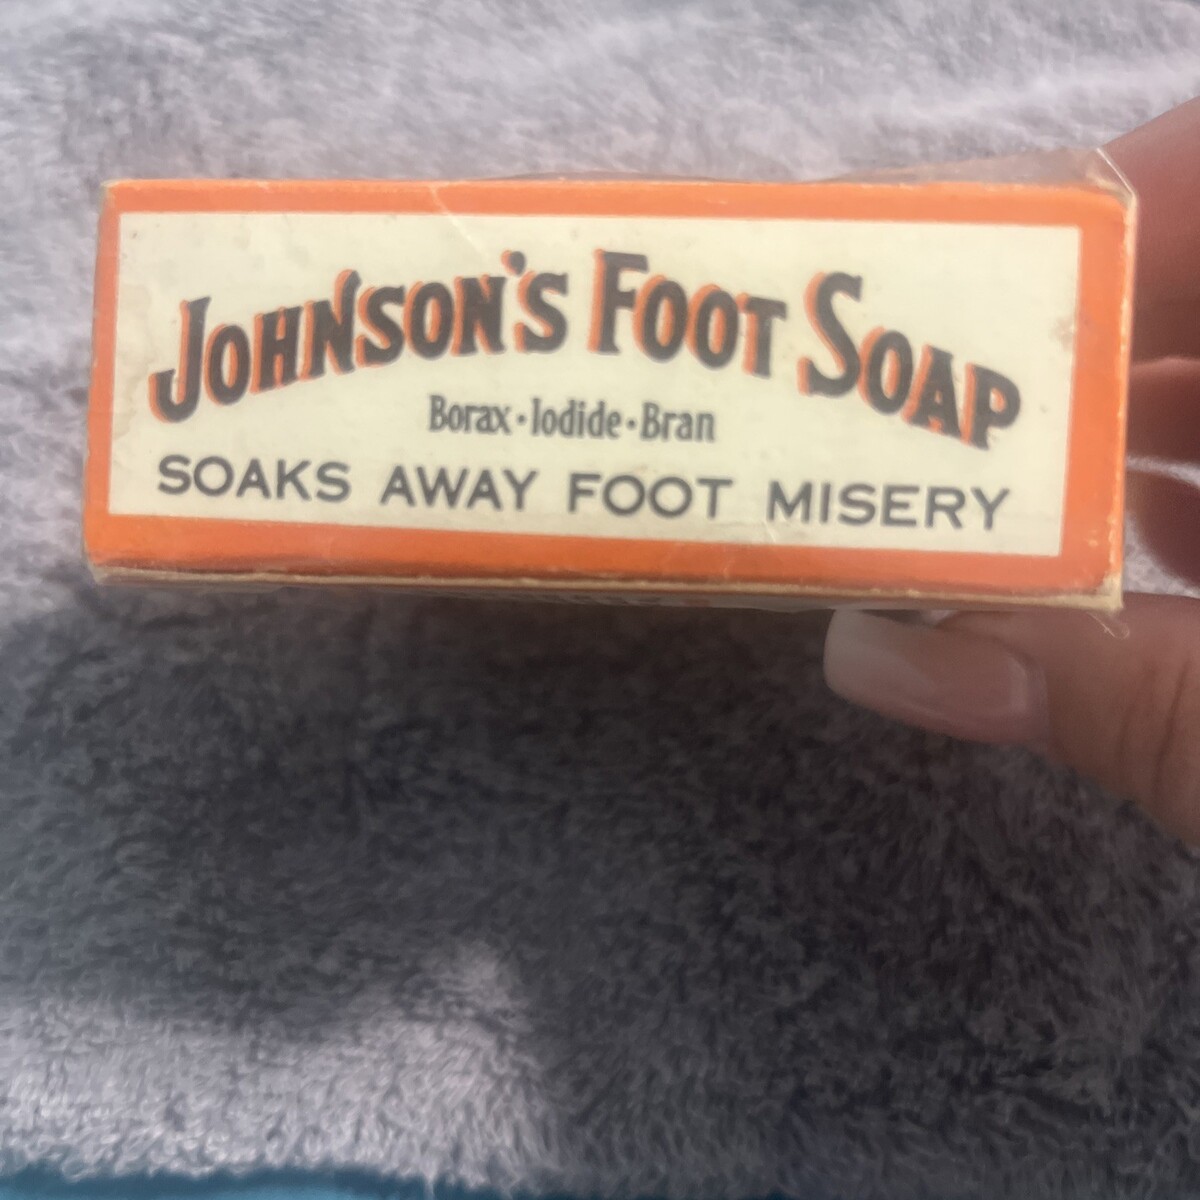 JOHNSON'S FOOT SOAP
Borax·Iodide·Bran
SOAKS AWAY FOOT MISERY